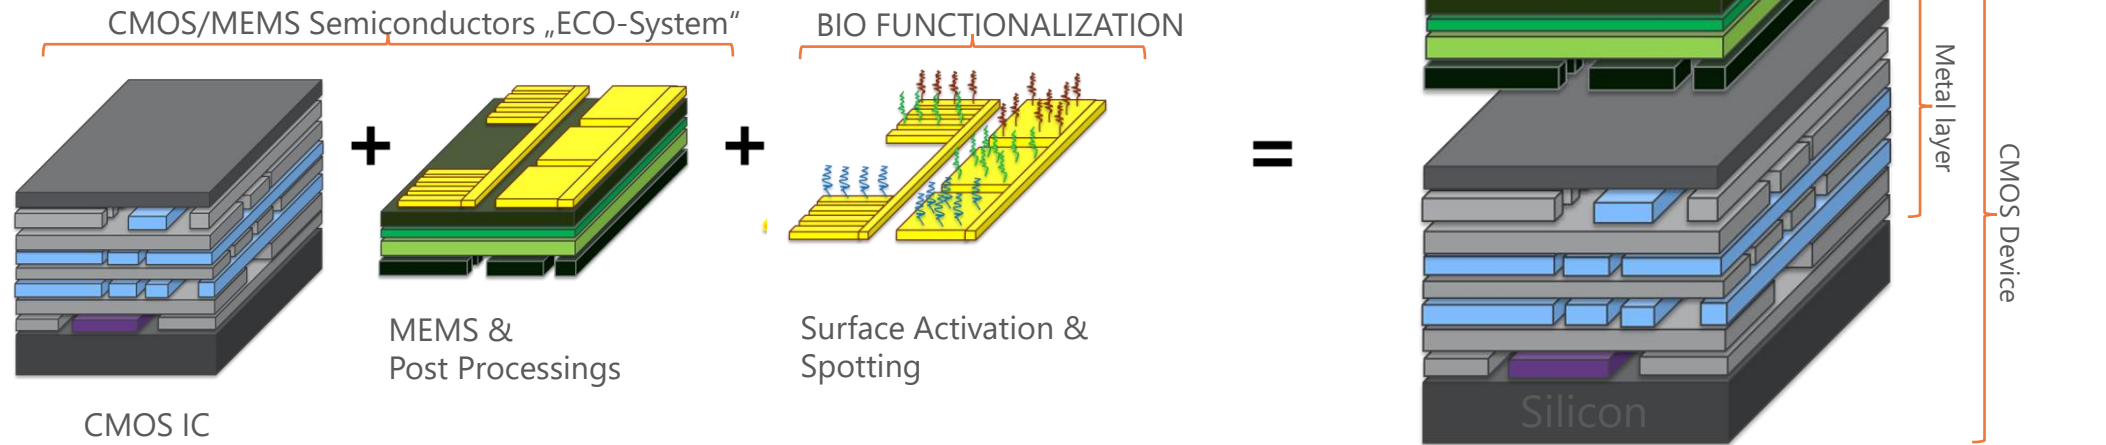 CMOS/MEMS Semiconductors „ECO-System“
BIO FUNCTIONALIZATION
+
+
=
MEMS &
Post Processings
Surface Activation &
Spotting
CMOS IC
Metal layer
CMOS Device
Silicon